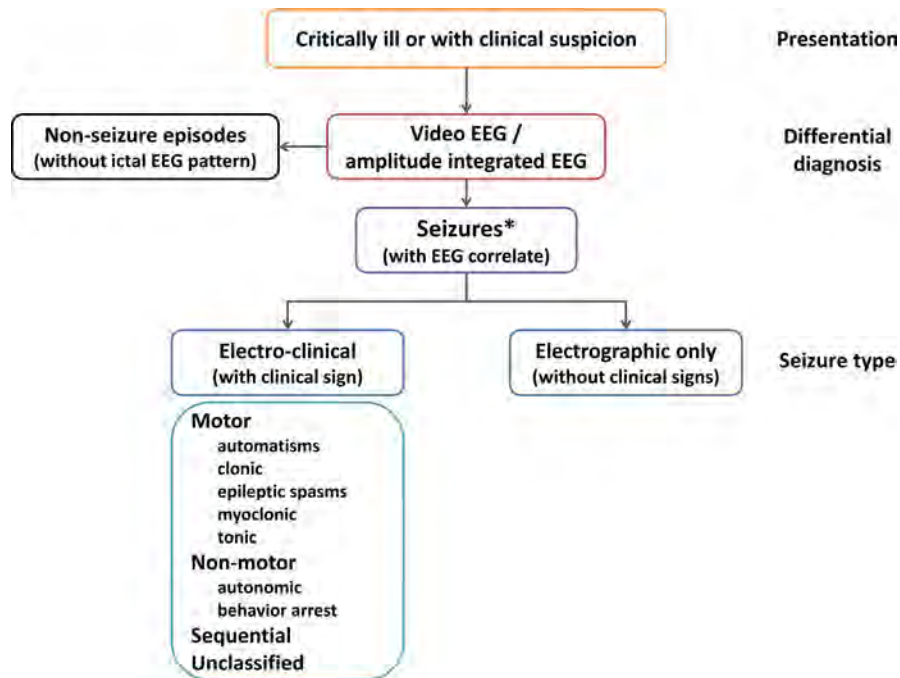 Critically ill or with clinical suspicion
Presentation
Non-seizure episodes
(without ictal EEG pattern)
Video EEG /
amplitude integrated EEG
Differential
diagnosis
Seizures*
(with EEG correlate)
Electro-clinical
(with clinical sign)
Electrographic only
(without clinical signs)
Seizure type
Motor
automatisms
clonic
epileptic spasms
myoclonic
tonic
Non-motor
autonomic
behavior arrest
Sequential
Unclassified